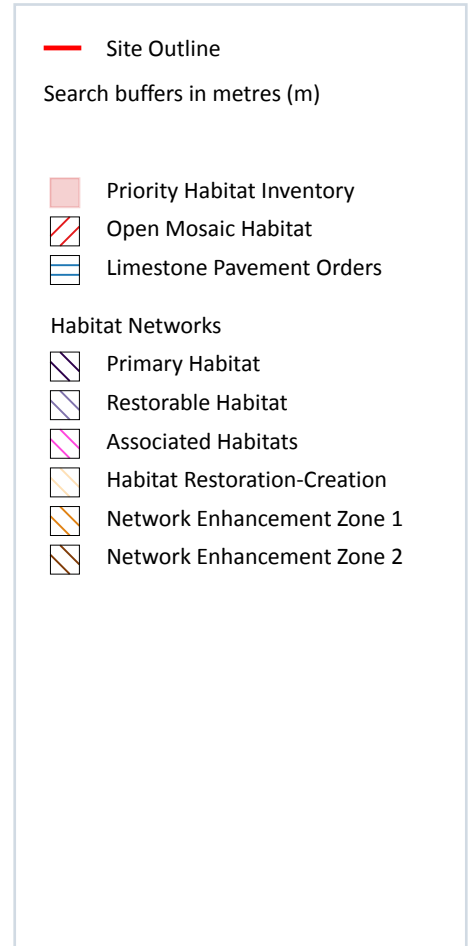 Site Outline
Search buffers in metres (m)
Priority Habitat Inventory
Open Mosaic Habitat
Limestone Pavement Orders
Habitat Networks
Primary Habitat
Restorable Habitat
Associated Habitats
Habitat Restoration-Creation
Network Enhancement Zone 1
Network Enhancement Zone 2